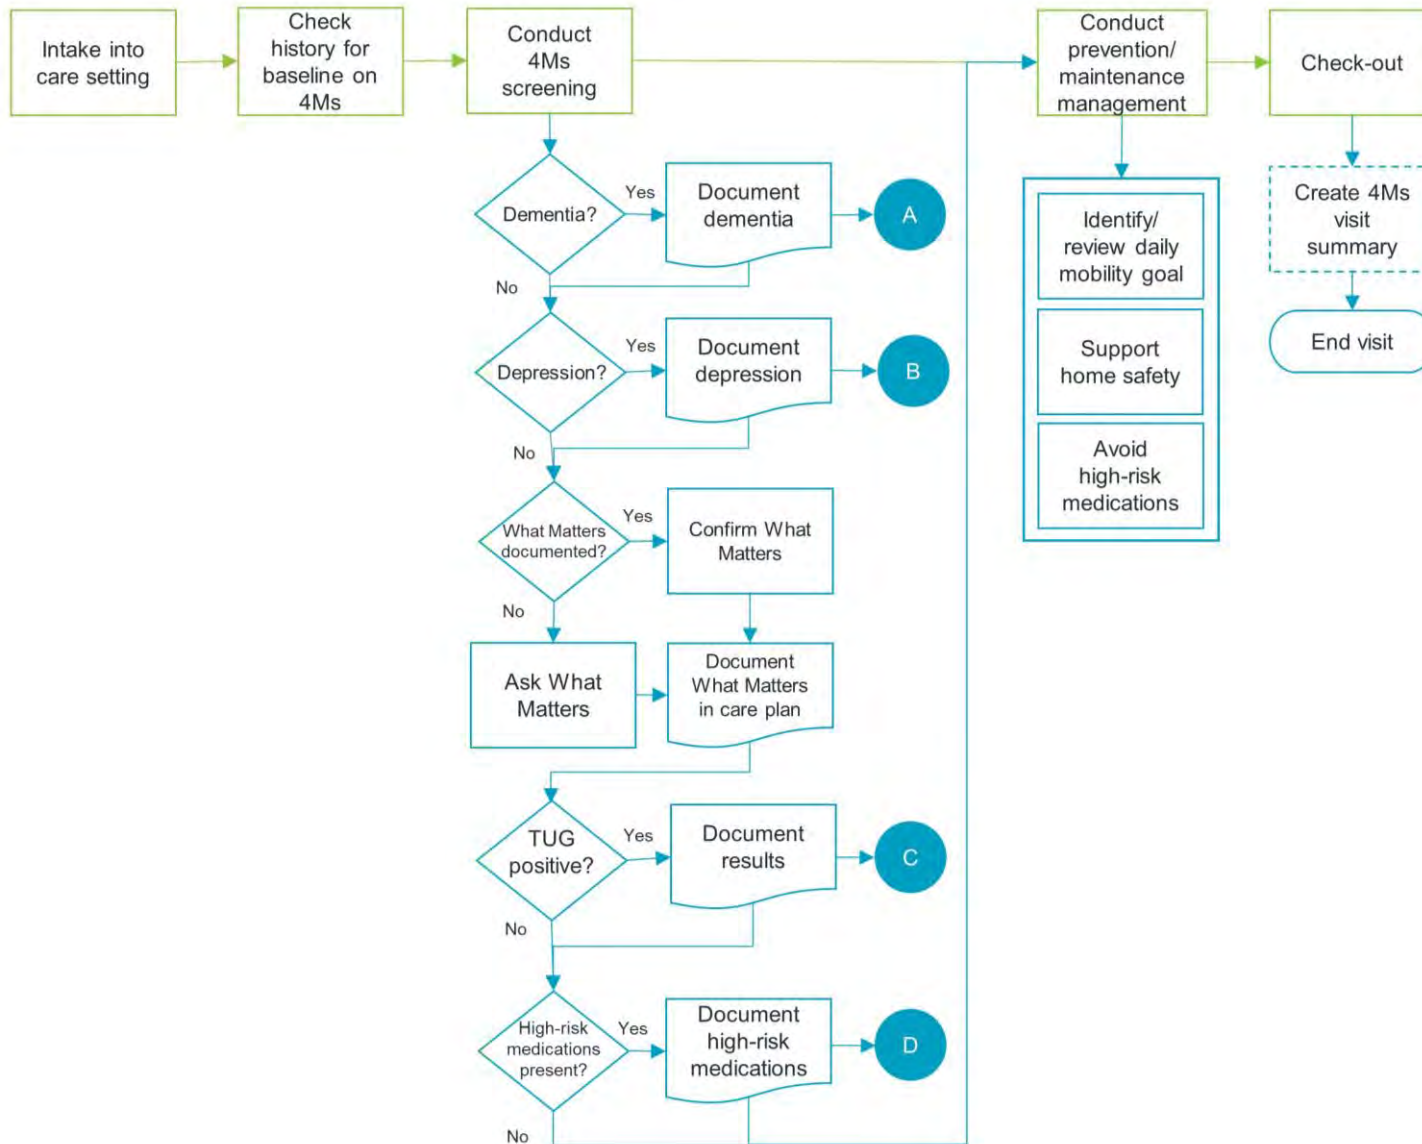 Intake into
care setting
Check
history for
baseline on
4Ms
Conduct
4Ms
screening
Conduct
prevention/
maintenance
management
Check-out
Dementia?
Yes
Document
dementia
A
No
Depression?
Yes
Document
depression
B
No
What Matters
documented?
Yes
Confirm What
Matters
No
Ask What
Matters
Document
What Matters
in care plan
TUG
positive?
Yes
Document
results
C
No
High-risk
medications
present?
Yes
Document
high-risk
medications
D
No
Identify/
review daily
mobility goal
Support
home safety
Avoid
high-risk
medications
Create 4Ms
visit
summary
End visit